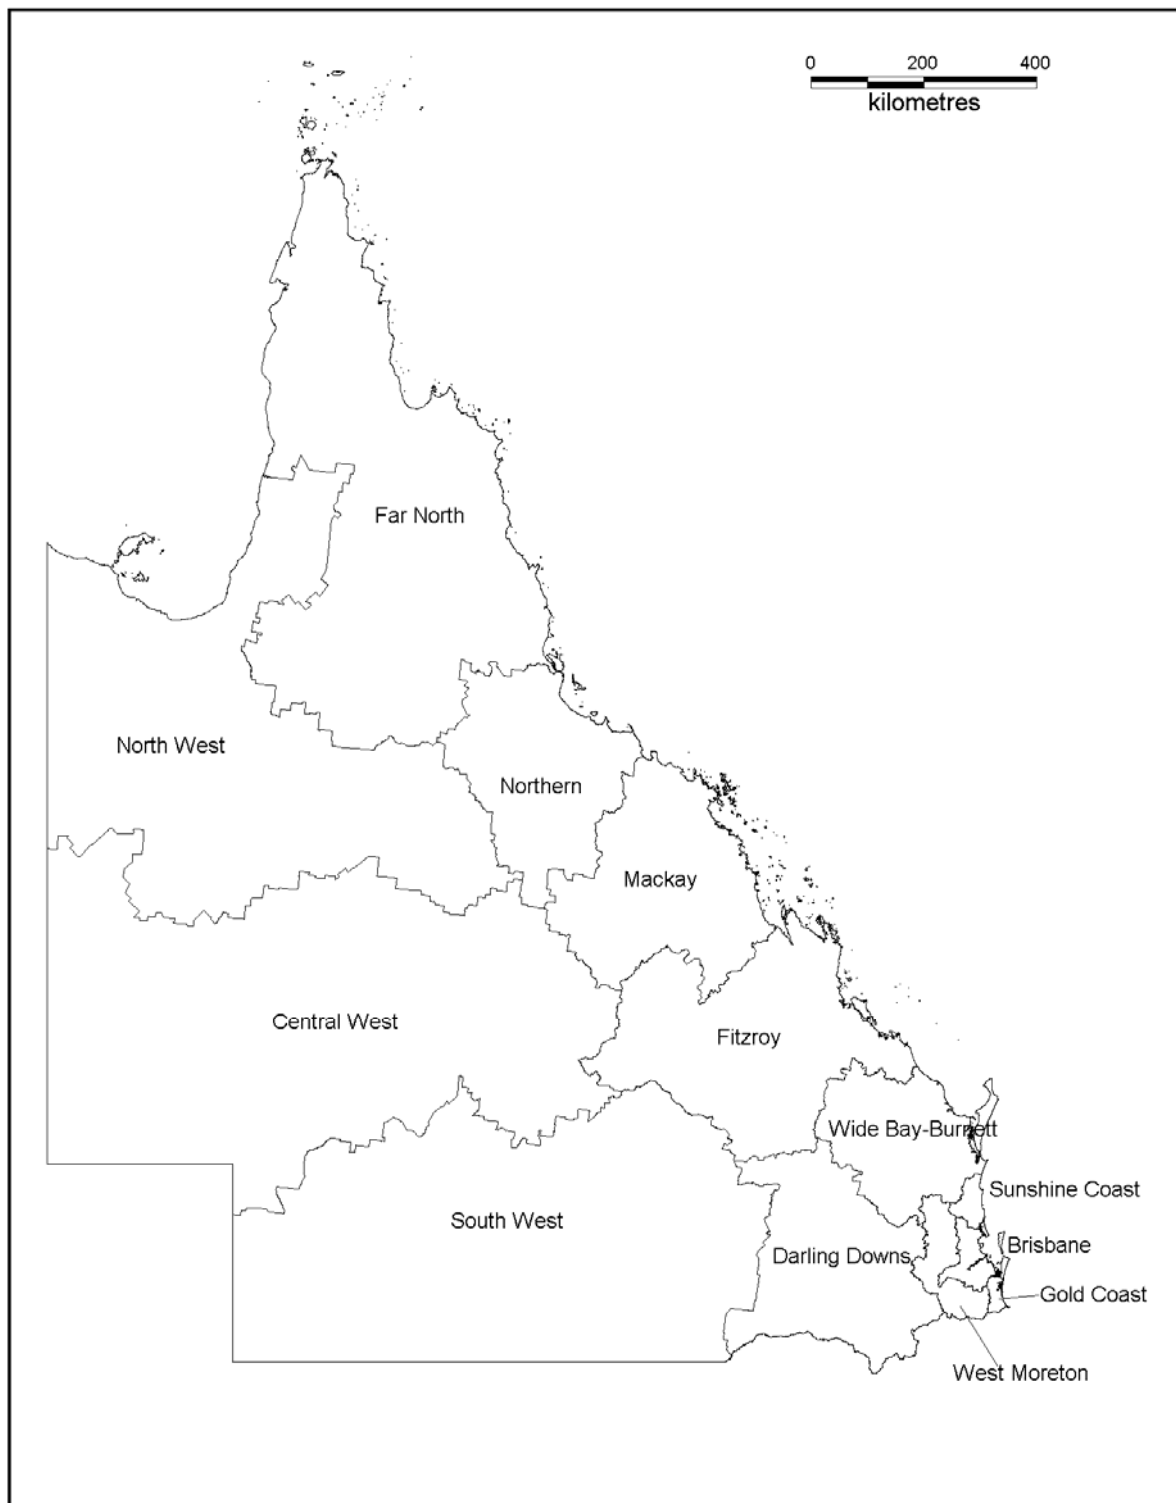 0 200 400
kilometres
Far North
North West
Northern
Mackay
Central West
Fitzroy
Wide Bay-Burnett
Sunshine Coast
South West
Darling Downs
Brisbane
Gold Coast
West Moreton